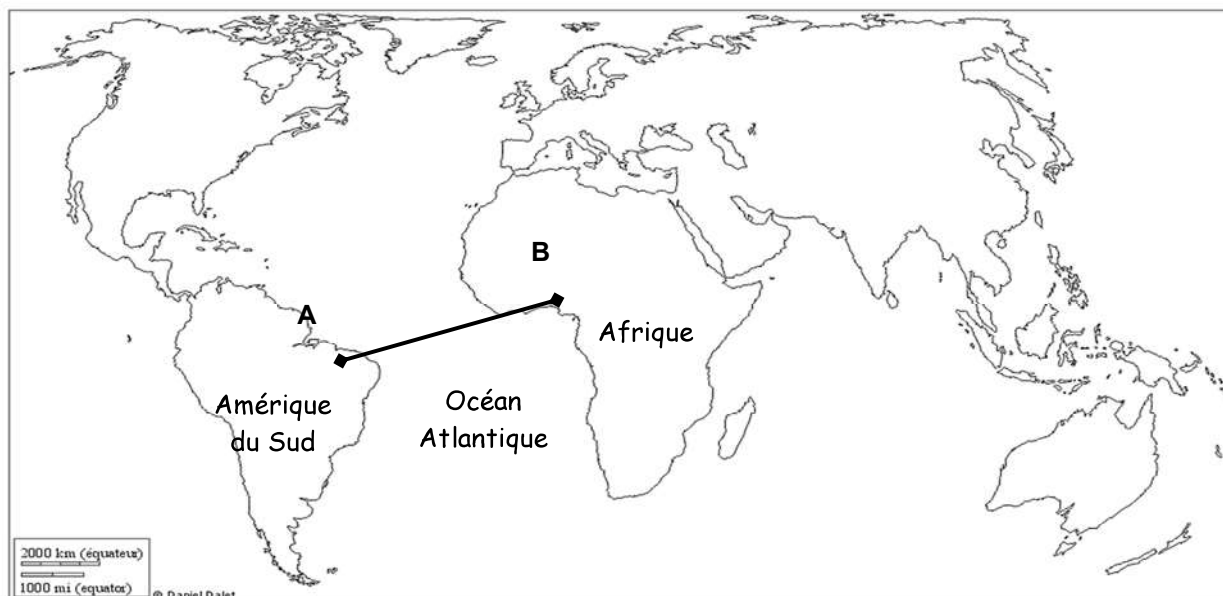 B
A
Afrique
Amérique
du Sud
Océan
Atlantique
2000 km (équateur)
1000 mi (equator)
© Daniel Dalet